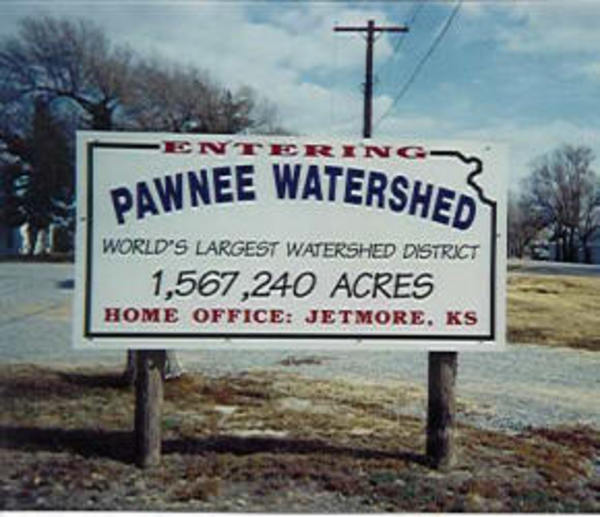 ENTERING
PAWNEE WATERSHED
WORLD'S LARGEST WATERSHED DISTRICT
1,567,240 ACRES
HOME OFFICE: JETMORE, KS